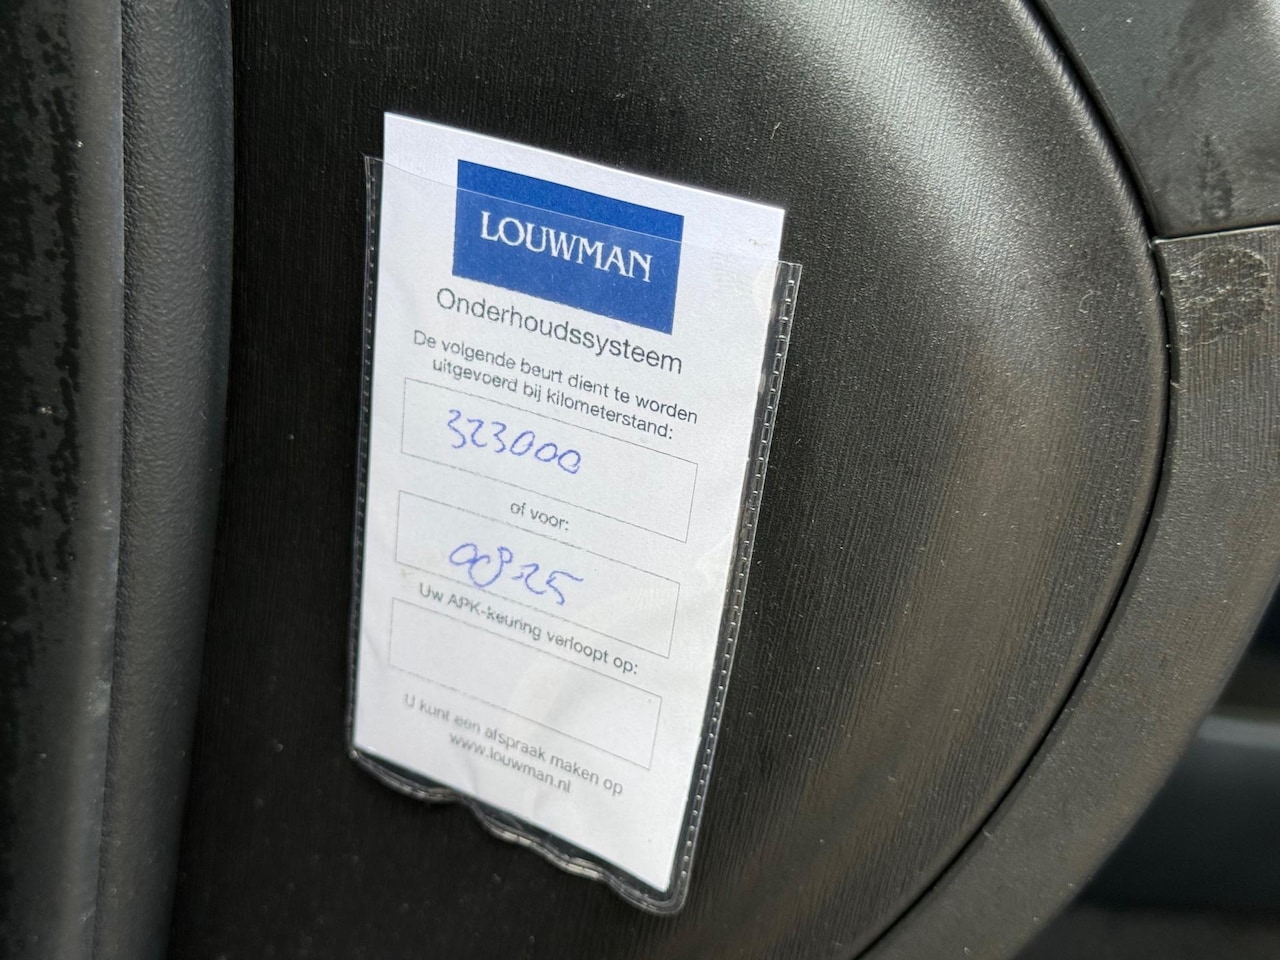 LOUWMAN
Onderhoudssysteem
De volgende beurt dient te worden
uitgevoerd bij kilometerstand:
323000
of voor:
08-25
Uw APK-keuring verloopt op:
U kunt een afspraak maken op
www.louwman.nl